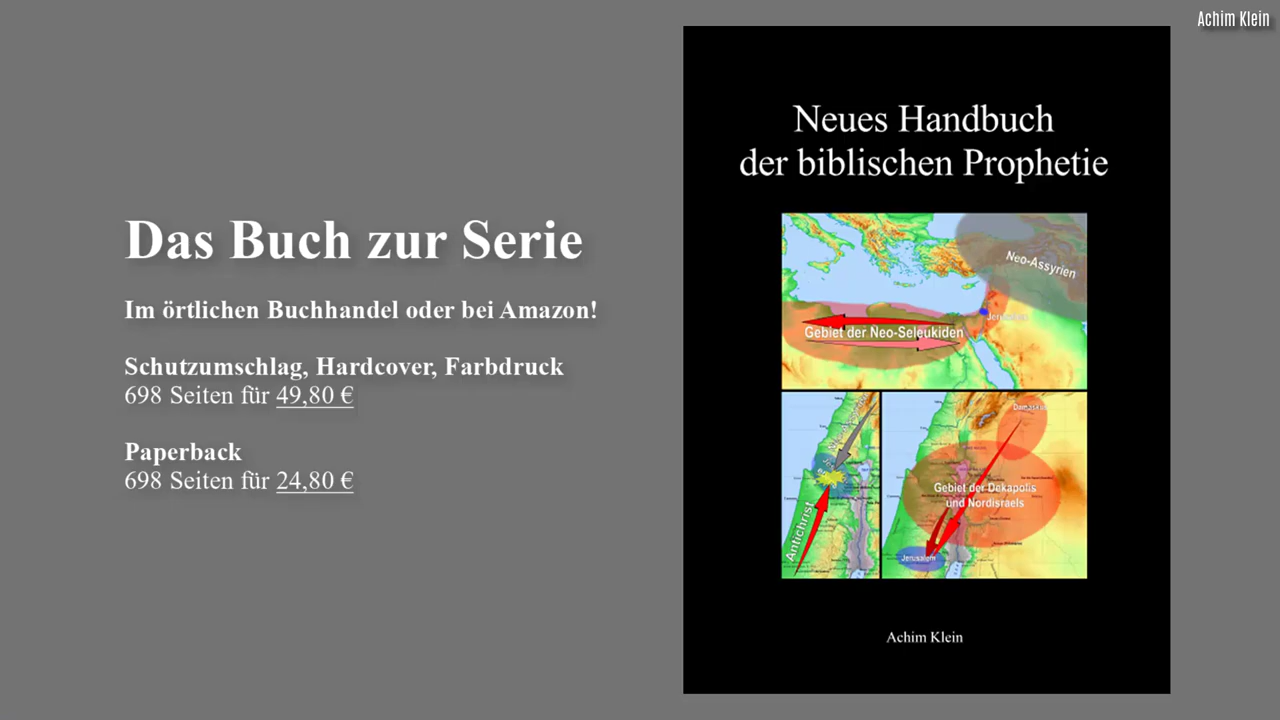 Achim Klein
Das Buch zur Serie
Im örtlichen Buchhandel oder bei Amazon!
Schutzumschlag, Hardcover, Farbdruck
698 Seiten für 49,80 €
Paperback
698 Seiten für 24,80 €
Neues Handbuch
der biblischen Prophetie
Neo-Assyrien
Gebiet der Neo-Seleukiden
Damaskus
Gebiet der Dekapolis
und Nordisraels
Antichrist
Jerusalem
Achim Klein